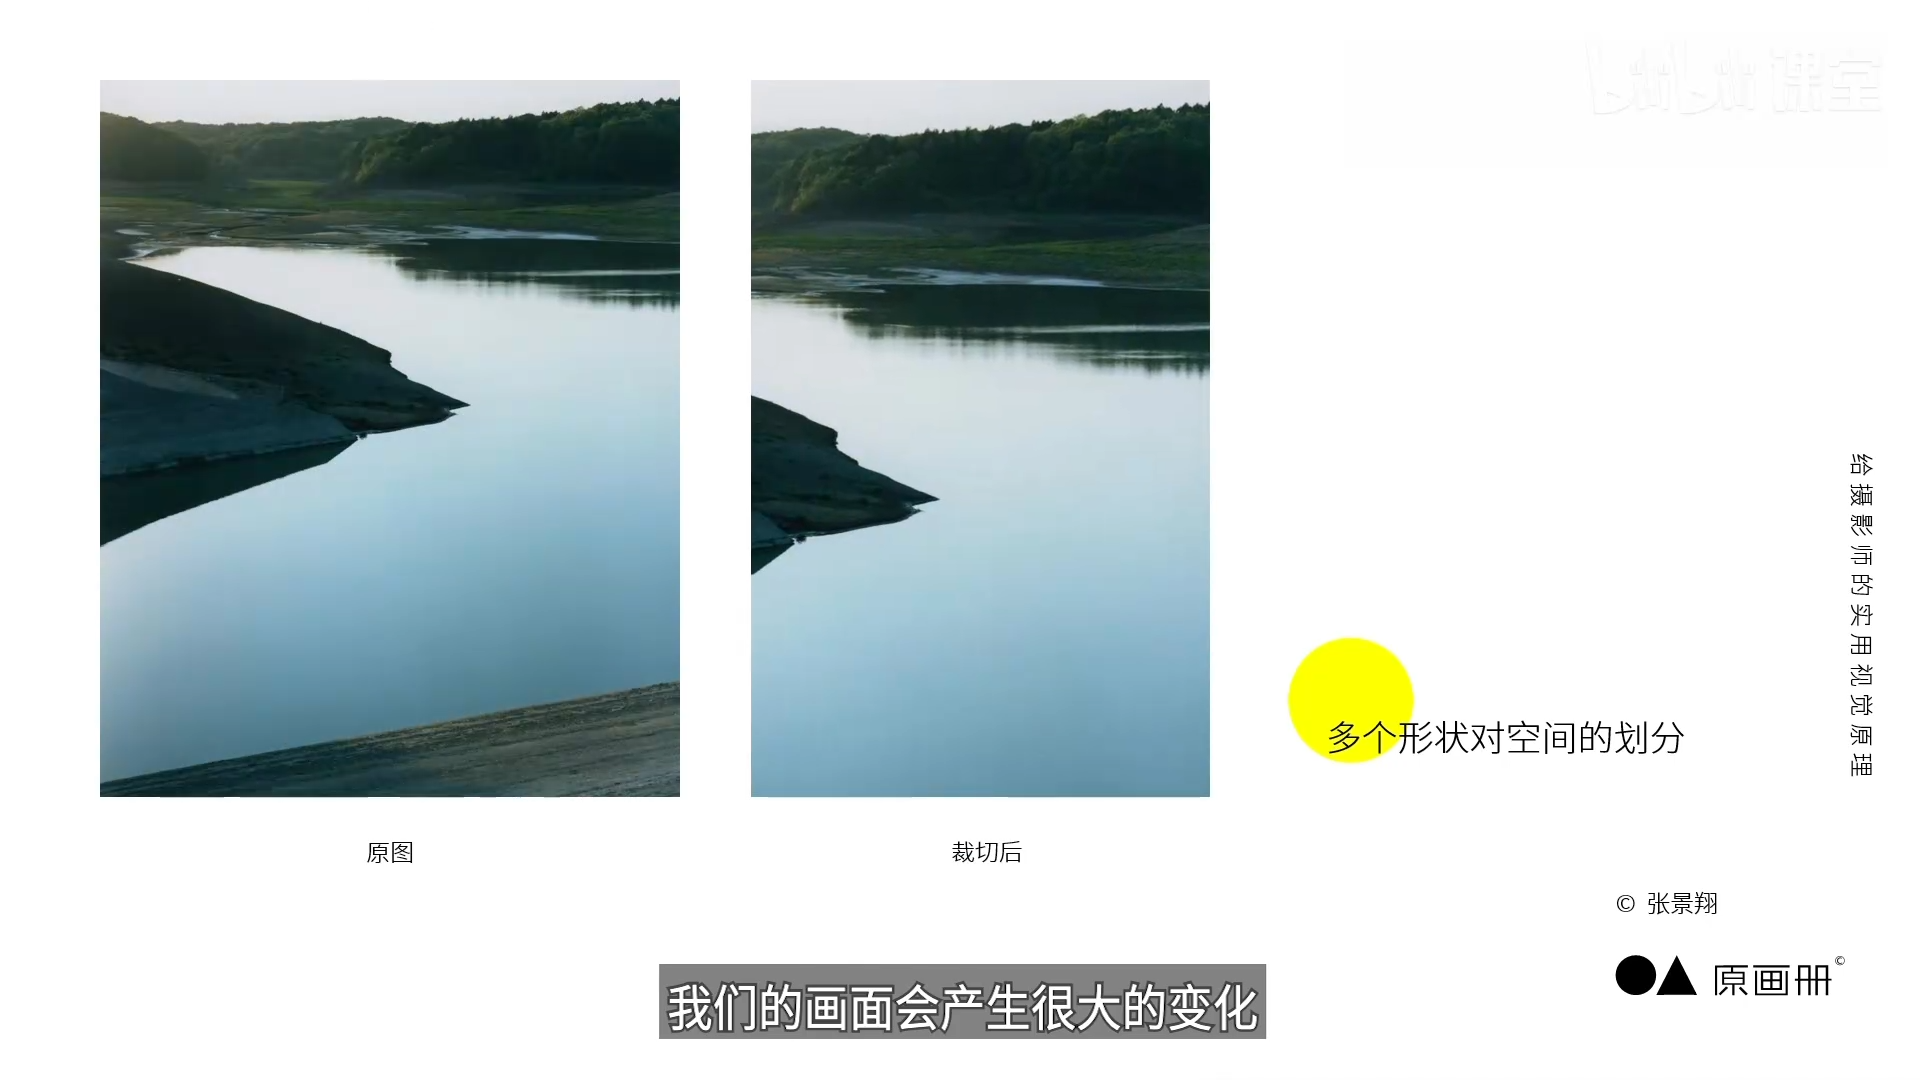 bilibili课堂
给摄影师的实用视觉原理
多个形状对空间的划分
原图
裁切后
© 张景翔
原画册©
我们的画面会产生很大的变化